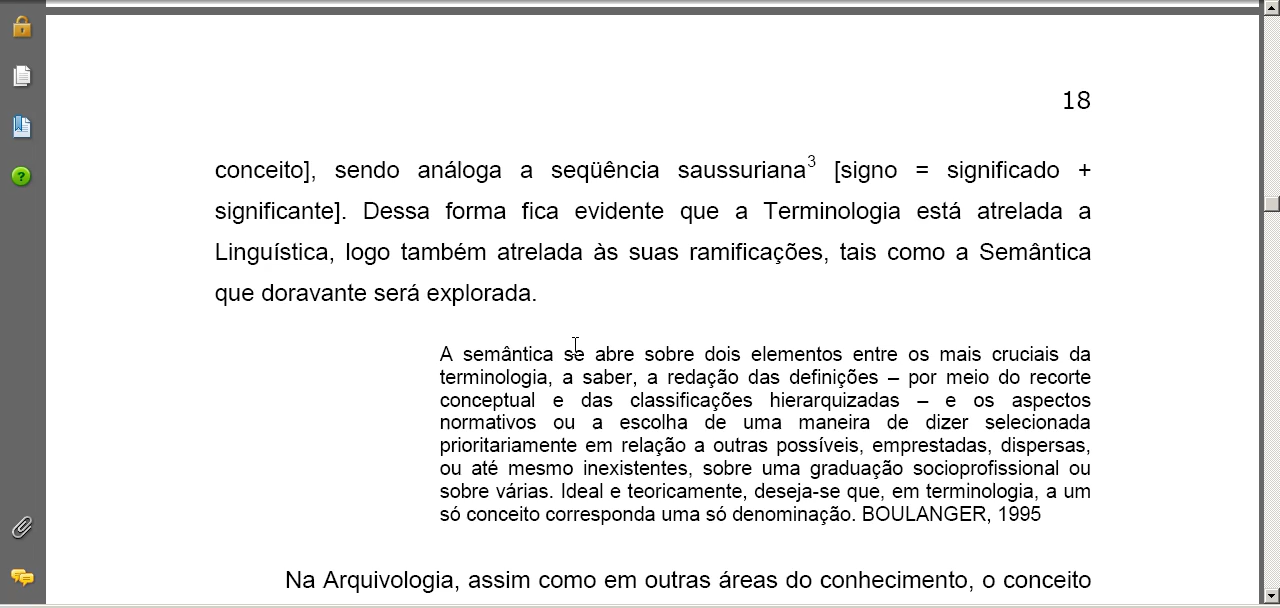 18
conceito], sendo análoga a seqüência saussuriana³ [signo = significado +
significante]. Dessa forma fica evidente que a Terminologia está atrelada a
Linguística, logo também atrelada às suas ramificações, tais como a Semântica
que doravante será explorada.
A semântica se abre sobre dois elementos entre os mais cruciais da
terminologia, a saber, a redação das definições – por meio do recorte
conceptual e das classificações hierarquizadas – e os aspectos
normativos ou a escolha de uma maneira de dizer selecionada
prioritariamente em relação a outras possíveis, emprestadas, dispersas,
ou até mesmo inexistentes, sobre uma graduação socioprofissional ou
sobre várias. Ideal e teoricamente, deseja-se que, em terminologia, a um
só conceito corresponda uma só denominação. BOULANGER, 1995
Na Arquivologia, assim como em outras áreas do conhecimento, o conceito